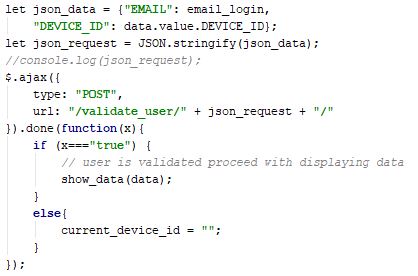 let json_data = {"EMAIL": email_login,
"DEVICE_ID": data.value.DEVICE_ID};
let json_request = JSON.stringify(json_data);
//console.log(json_request);
$.ajax({
type: "POST",
url: "/validate_user/" + json_request + "/"
}).done(function(x){
if (x==="true") {
// user is validated proceed with displaying data
show_data(data);
}
else{
current_device_id = "";
}
});